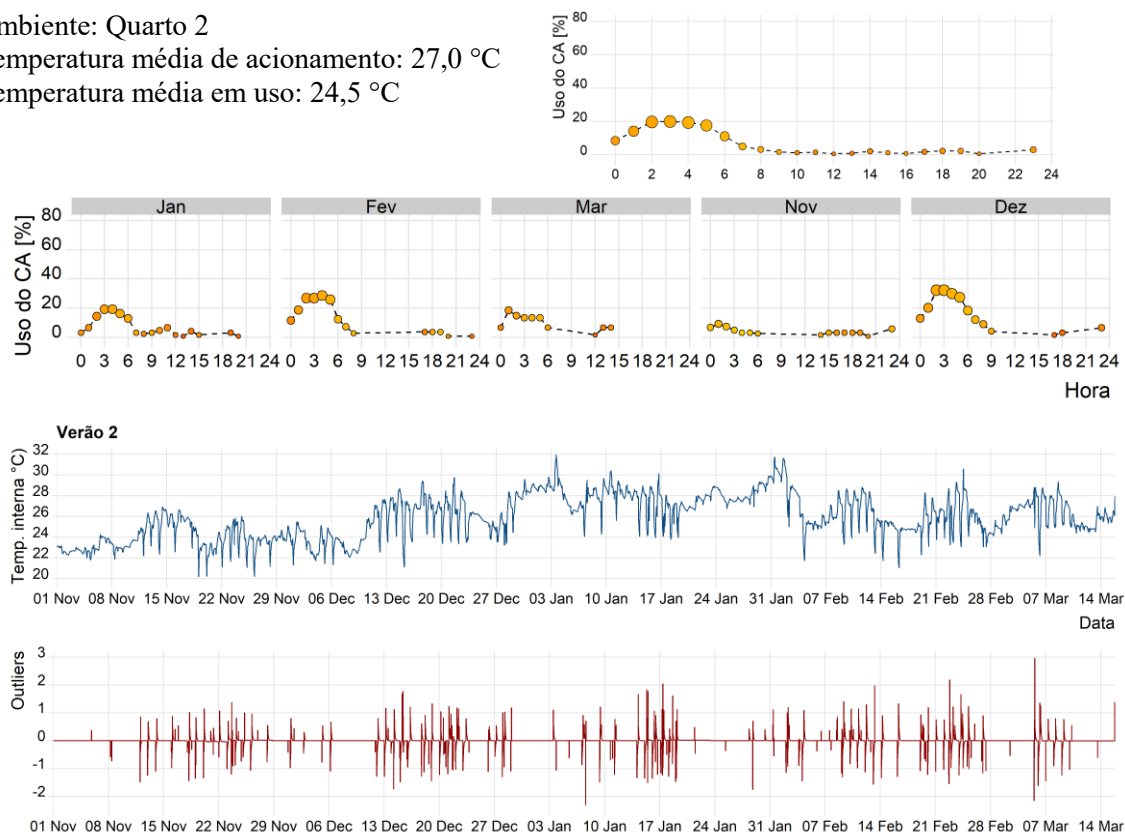 mbiente: Quarto 2
emperatura média de acionamento: 27,0 °C
emperatura média em uso: 24,5 °C
Uso do CA [%]
80
60
40
20
0
0 2 4 6 8 10 12 14 16 18 20 22 24
Jan Fev Mar Nov Dez
Uso do CA [%]
80
60
40
20
0
0 3 6 9 12 15 18 21 24 0 3 6 9 12 15 18 21 24 0 3 6 9 12 15 18 21 24 0 3 6 9 12 15 18 21 24 0 3 6 9 12 15 18 21 24
Hora
Verão 2
Temp. interna °C)
32
30
28
26
24
22
20
01 Nov 08 Nov 15 Nov 22 Nov 29 Nov 06 Dec 13 Dec 20 Dec 27 Dec 03 Jan 10 Jan 17 Jan 24 Jan 31 Jan 07 Feb 14 Feb 21 Feb 28 Feb 07 Mar 14 Mar
Data
Outliers
3
2
1
0
-1
-2
01 Nov 08 Nov 15 Nov 22 Nov 29 Nov 06 Dec 13 Dec 20 Dec 27 Dec 03 Jan 10 Jan 17 Jan 24 Jan 31 Jan 07 Feb 14 Feb 21 Feb 28 Feb 07 Mar 14 Mar